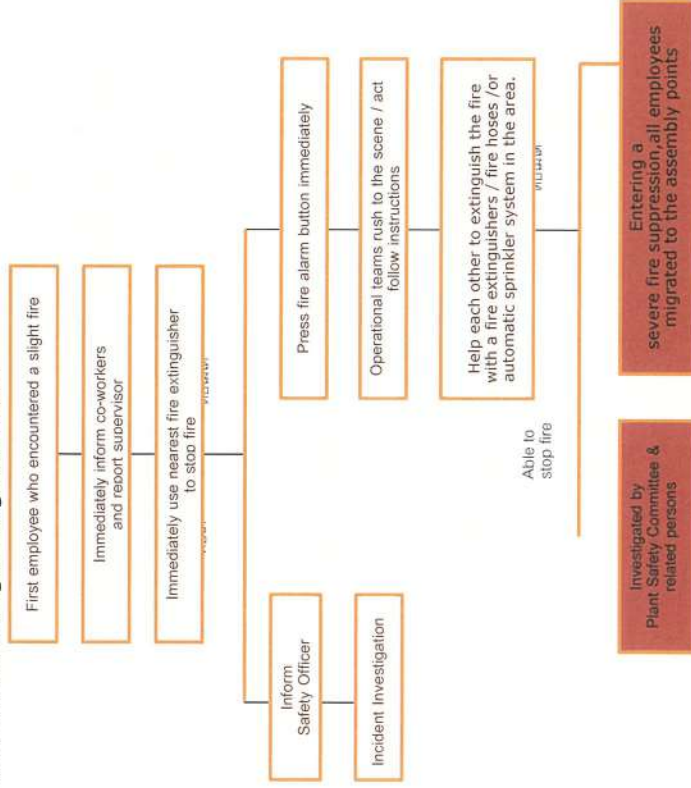 First employee who encountered a slight fire
Immediately inform co-workers
and report supervisor
Immediately use nearest fire extinguisher
to stop fire
Inform
Safety Officer
Incident Investigation
Press fire alarm button immediately
Operational teams rush to the scene / act
follow instructions
Help each other to extinguish the fire
with a fire extinguishers / fire hoses /or
automatic sprinkler system in the area.
Able to
stop fire
Investigated by
Plant Safety Committee &
related persons
Entering a
severe fire suppression,all employees
migrated to the assembly points